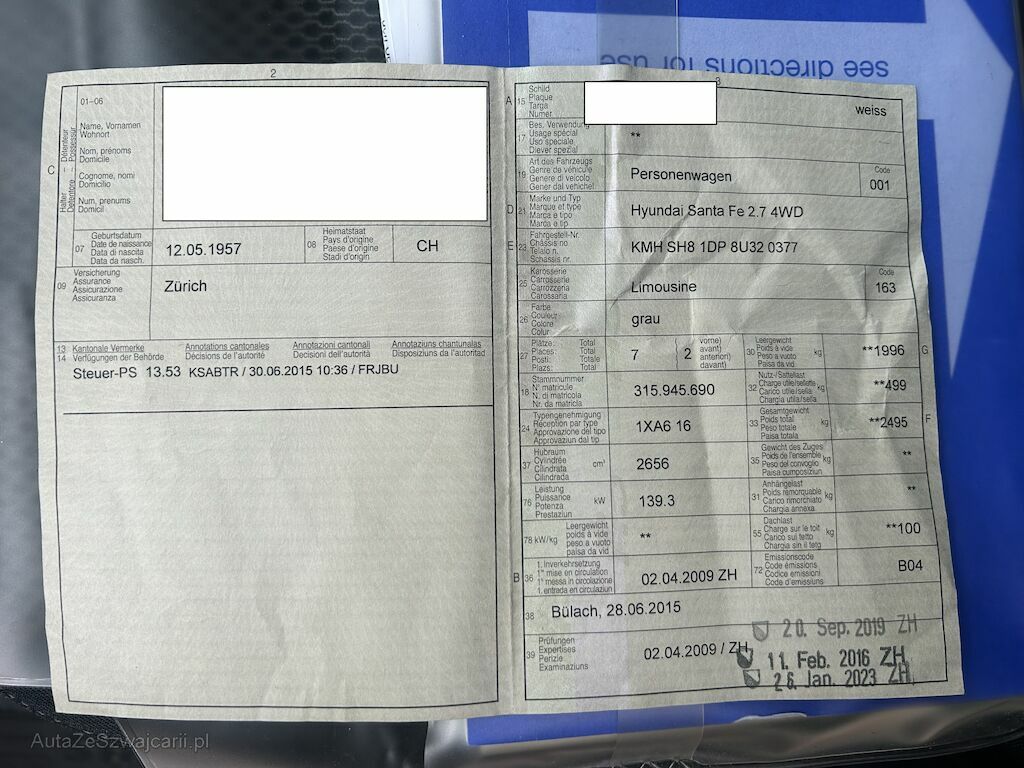 see directions for use
2
01–06
Name, Vornamen
Wohnort
Nom, prénoms
Domicile
Cognome, nomi
Domicilio
Num, prenums
Domicil
Halter – Détenteur
Detentore – Possessur
C
07
Geburtsdatum
Date de naissance
Data di nascita
Data da nasch.
12.05.1957
08
Heimatstaat
Pays d'origine
Paese d'origine
Stadi d'origin
CH
09
Versicherung
Assurance
Assicurazione
Assicuranza
Zürich
13 Kantonale Vermerke Annotations cantonales Annotazioni cantonali Annotaziuns chantunalas
14 Verfügungen der Behörde Décisions de l'autorité Decisioni dell'autorità Disposiziuns da l'autoritad
Steuer-PS 13.53 KSABTR / 30.06.2015 10:36 / FRJBU
3
A
15
Schild
Plaque
Targa
Numer
weiss
17
Bes. Verwendung
Usage spécial
Uso speciale
Diever spezial
**
19
Art des Fahrzeugs
Genre de véhicule
Genere di veicolo
Gener dal vehichel
Personenwagen
Code
001
D
21
Marke und Typ
Marque et type
Marca e tipo
Marca e tip
Hyundai Santa Fe 2.7 4WD
E
23
Fahrgestell-Nr.
Châssis no
Telaio n.
Schassis nr.
KMH SH8 1DP 8U32 0377
25
Karosserie
Carrosserie
Carrozzeria
Carossaria
Limousine
Code
163
26
Farbe
Couleur
Colore
Colur
grau
27
Plätze: Total
Places: Total
Posti: Totale
Plazs: Total
7
( 2
vorne)
avant)
anteriori)
davant)
30
Leergewicht
Poids à vide
Peso a vuoto
Paisa da vid
kg
**1996
G
18
Stammnummer
N° matricule
N. di matricola
Nr. da matricla
315.945.690
32
Nutz-/Sattellast
Charge utile/sellette
Carico utile/sella
Chargia utila/sella
kg
**499
24
Typengenehmigung
Réception par type
Approvazione del tipo
Approvaziun dal tip
1XA6 16
33
Gesamtgewicht
Poids total
Peso totale
Paisa totala
kg
**2495
F
37
Hubraum
Cylindrée
Cilindrata
Cilindrada
cm³
2656
35
Gewicht des Zuges
Poids de l'ensemble
Peso del convoglio
Paisa cumposiziun
kg
**
76
Leistung
Puissance
Potenza
Prestaziun
kW
139.3
31
Anhängelast
Poids remorquable
Carico rimorchiato
Chargia annexa
kg
**
78 kW/kg
Leergewicht
poids à vide
peso a vuoto
paisa da vid
**
55
Dachlast
Charge sur le toit
Carico sul tetto
Chargia sin il tetg
kg
**100
B
36
1. Inverkehrsetzung
1re mise en circulation
1a messa in circolazione
1. entrada en circulaziun
02.04.2009 ZH
72
Emissionscode
Code émissions
Codice emissioni
Code d'emissiuns
B04
38
Bülach, 28.06.2015
39
Prüfungen
Expertises
Perizie
Examinaziuns
02.04.2009 / ZH
20. Sep. 2019 ZH
11. Feb. 2016 ZH
26. Jan. 2023 ZH
AutaZeSzwajcarii.pl